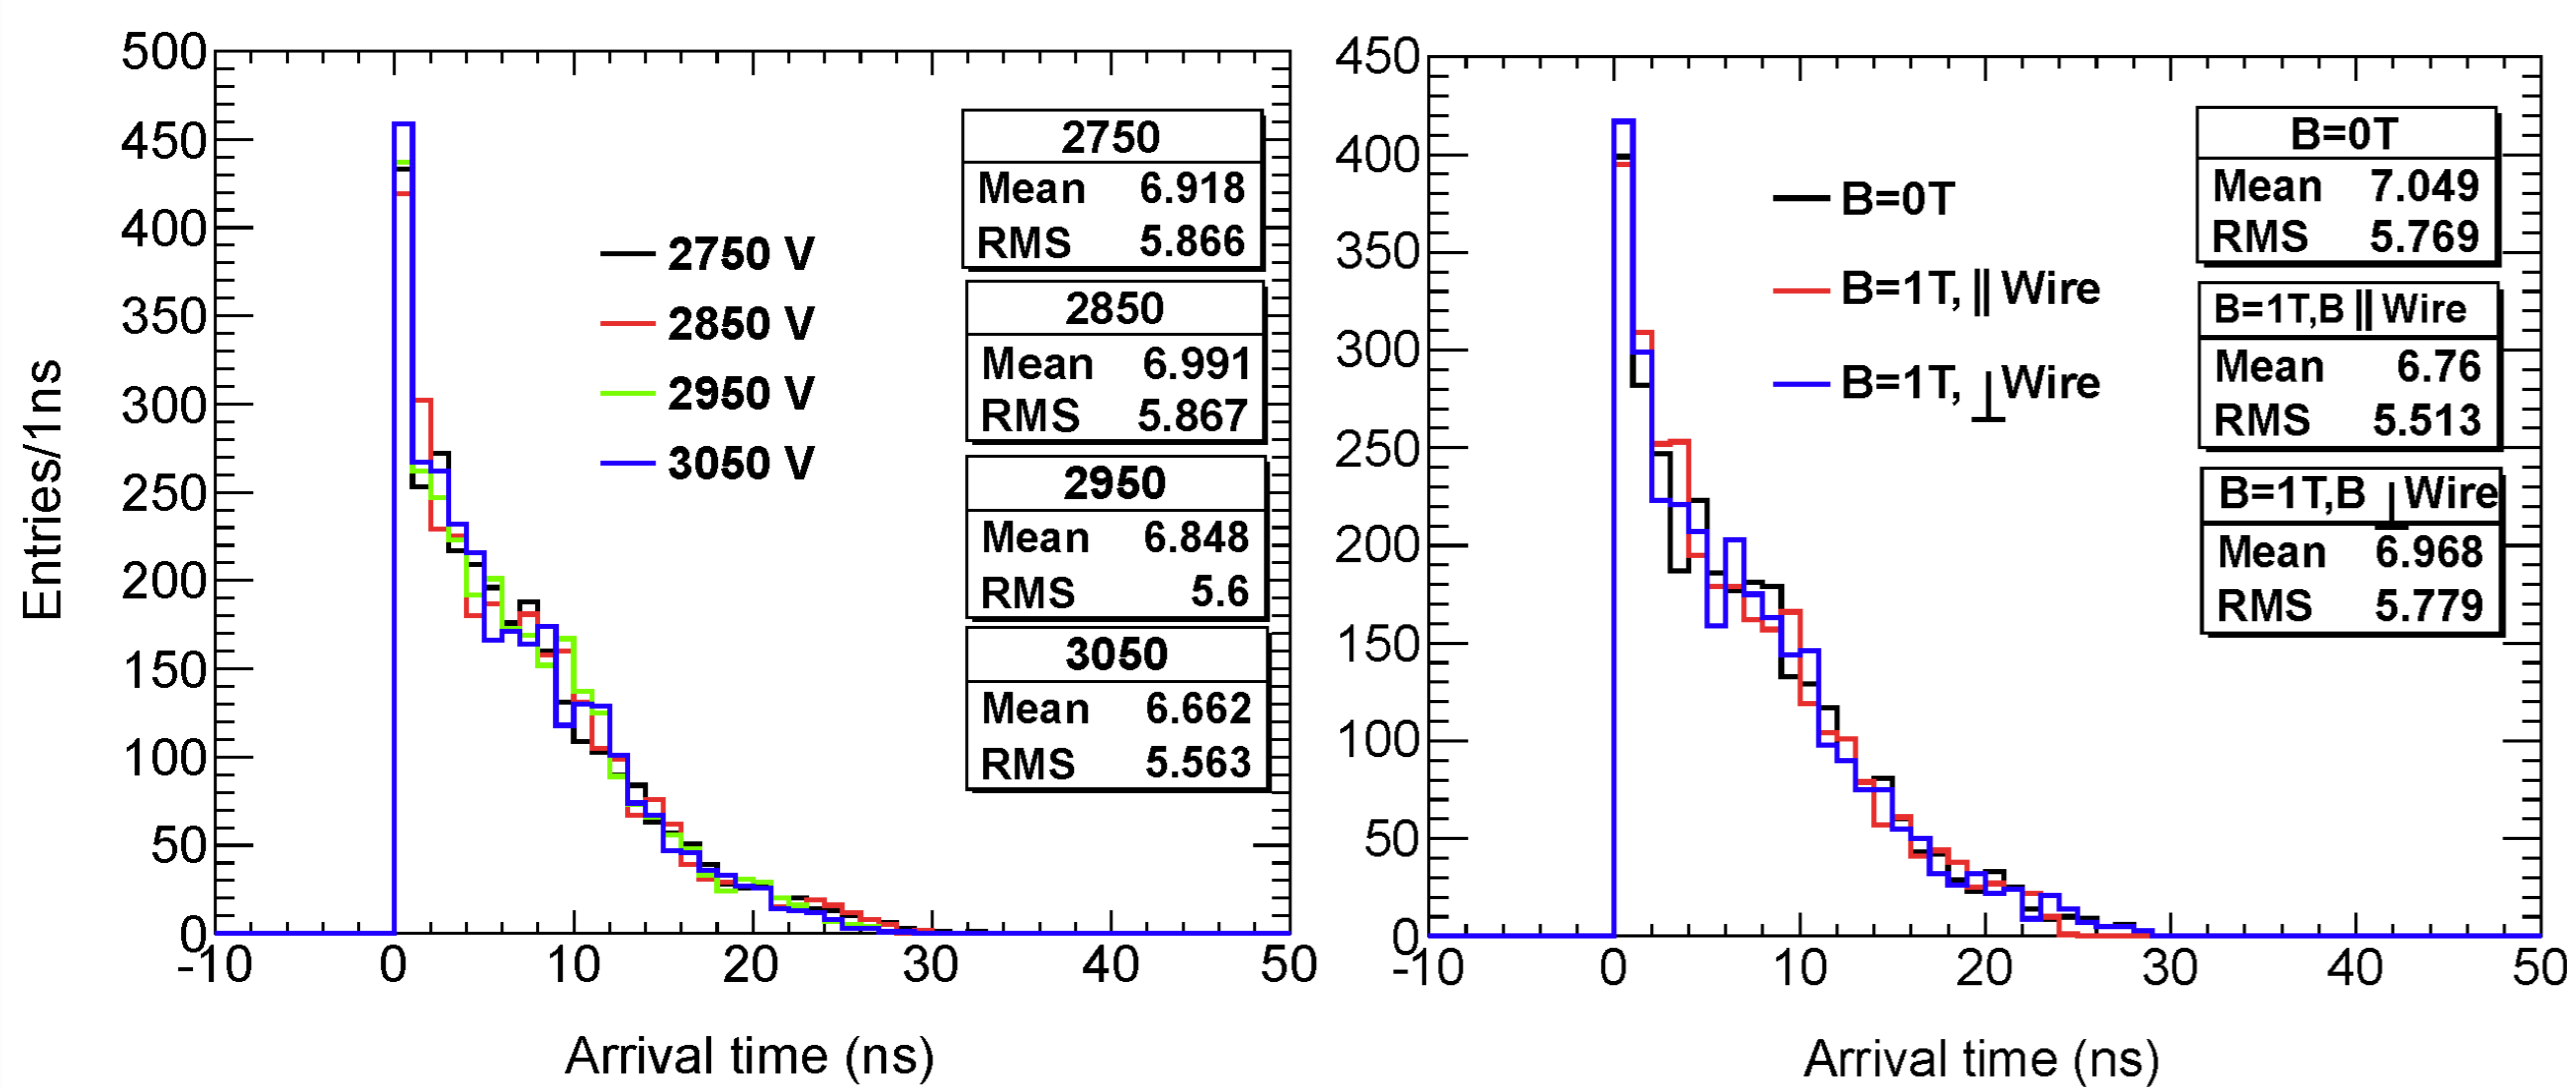 500
450
400
350
300
250
200
150
100
50
0
-10 0 10 20 30 40 50
Entries/1ns
Arrival time (ns)
2750 V
2850 V
2950 V
3050 V
2750
Mean 6.918
RMS 5.866
2850
Mean 6.991
RMS 5.867
2950
Mean 6.848
RMS 5.6
3050
Mean 6.662
RMS 5.563
450
400
350
300
250
200
150
100
50
0
-10 0 10 20 30 40 50
Arrival time (ns)
B=0T
B=1T, || Wire
B=1T, ⊥Wire
B=0T
Mean 7.049
RMS 5.769
B=1T,B || Wire
Mean 6.76
RMS 5.513
B=1T,B ⊥Wire
Mean 6.968
RMS 5.779